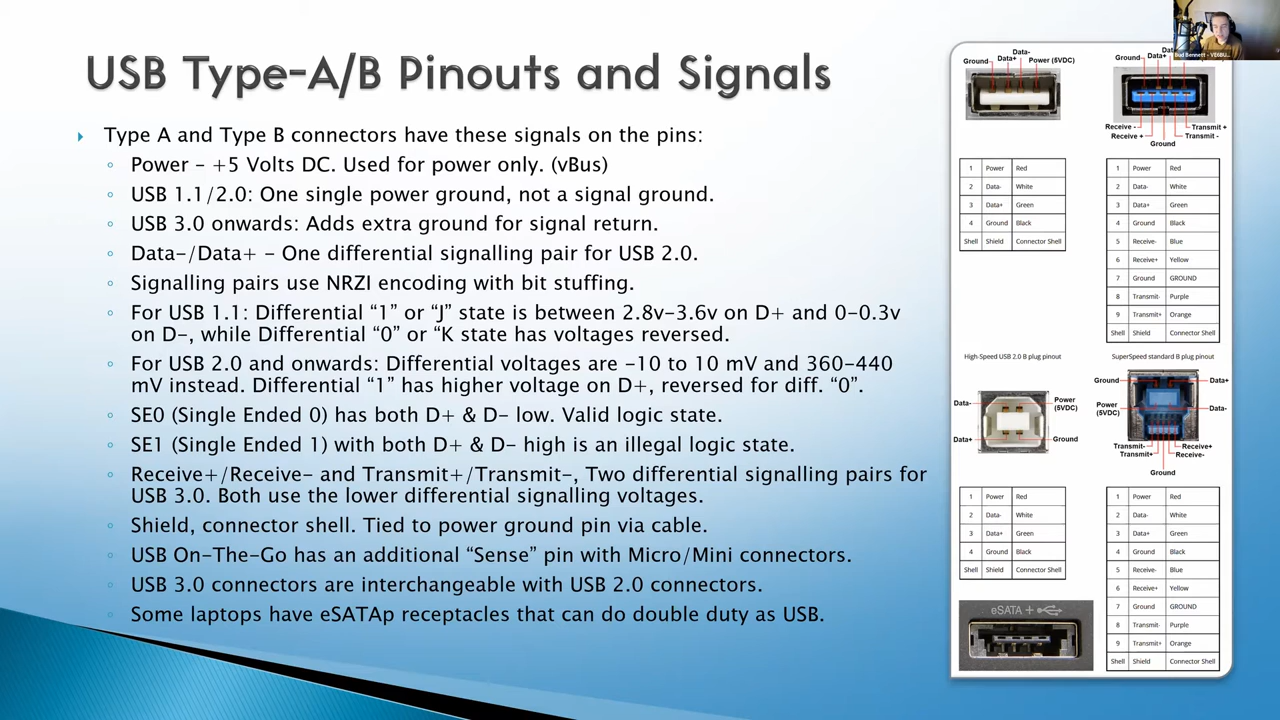 USB Type-A/B Pinouts and Signals
Type A and Type B connectors have these signals on the pins:
Power – +5 Volts DC. Used for power only. (vBus)
USB 1.1/2.0: One single power ground, not a signal ground.
USB 3.0 onwards: Adds extra ground for signal return.
Data-/Data+ – One differential signalling pair for USB 2.0.
Signalling pairs use NRZI encoding with bit stuffing.
For USB 1.1: Differential “1” or “J” state is between 2.8v-3.6v on D+ and 0-0.3v
on D-, while Differential “0” or “K state has voltages reversed.
For USB 2.0 and onwards: Differential voltages are -10 to 10 mV and 360-440
mV instead. Differential “1” has higher voltage on D+, reversed for diff. “0”.
SE0 (Single Ended 0) has both D+ & D- low. Valid logic state.
SE1 (Single Ended 1) with both D+ & D- high is an illegal logic state.
Receive+/Receive- and Transmit+/Transmit-, Two differential signalling pairs for
USB 3.0. Both use the lower differential signalling voltages.
Shield, connector shell. Tied to power ground pin via cable.
USB On-The-Go has an additional “Sense” pin with Micro/Mini connectors.
USB 3.0 connectors are interchangable with USB 2.0 connectors.
Some laptops have eSATAp receptacles that can do double duty as USB.
Data-
Ground Data+ Power (5VDC)
1 Power Red
2 Data- White
3 Data+ Green
4 Ground Black
Shell Shield Connector Shell
Bud Bennett -
Ground Data+
Receive - Transmit +
Receive + Transmit -
Ground
1 Power Red
2 Data- White
3 Data+ Green
4 Ground Black
5 Receive- Blue
6 Receive+ Yellow
7 Ground GROUND
8 Transmit- Purple
9 Transmit+ Orange
Shell Shield Connector Shell
High-Speed USB 2.0 B plug pinout
Data- Power
(5VDC)
Data+ Ground
1 Power Red
2 Data- White
3 Data+ Green
4 Ground Black
Shell Shield Connector Shell
eSATA +
SuperSpeed standard B plug pinout
Ground Data+
Power
(5VDC) Data-
Transmit- Receive+
Transmit+ Receive-
Ground
1 Power Red
2 Data- White
3 Data+ Green
4 Ground Black
5 Receive- Blue
6 Receive+ Yellow
7 Ground GROUND
8 Transmit- Purple
9 Transmit+ Orange
Shell Shield Connector Shell